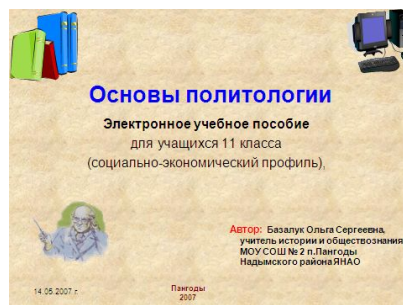 Основы политологии
Электронное учебное пособие
для учащихся 11 класса
(социально-экономический профиль),
Автор: Базалук Ольга Сергеевна,
учитель истории и обществознания
МОУ СОШ № 2 п.Пангоды
Надымского района ЯНАО
14.05.2007 г.
Пангоды
2007